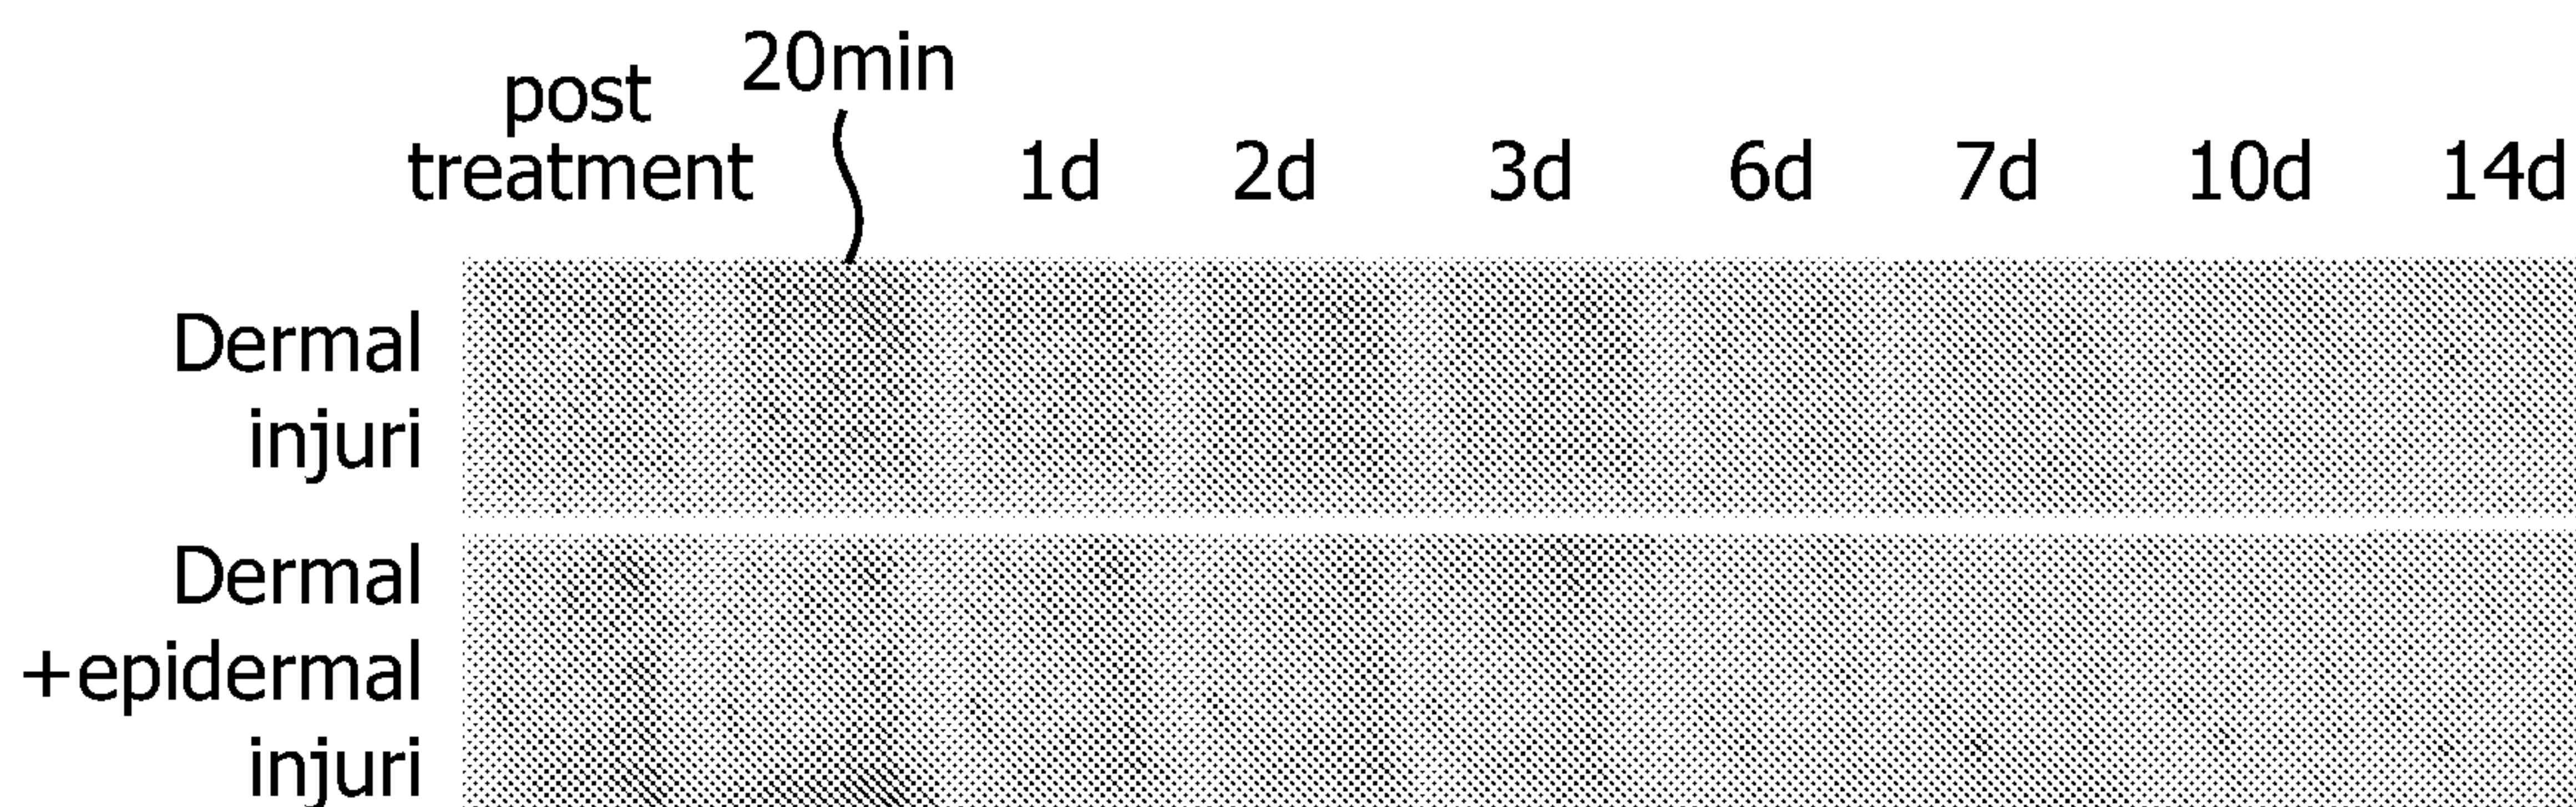 post
treatment
20min
1d 2d 3d 6d 7d 10d 14d
Dermal
injuri
Dermal
+epidermal
injuri